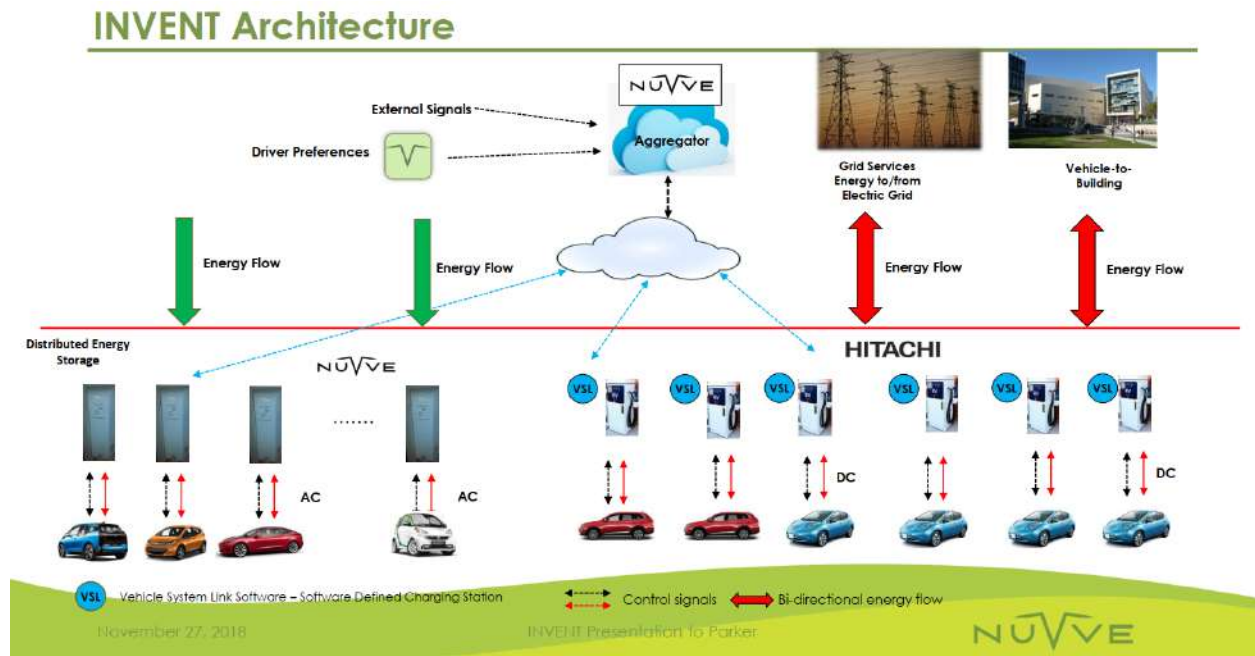 INVENT Architecture
NUVVE
External Signals
Aggregator
Driver Preferences
Grid Services
Energy to/from
Electric Grid
Vehicle-to-
Building
Energy Flow
Energy Flow
Energy Flow
Energy Flow
Distributed Energy
Storage
NUVVE
HITACHI
VSL
VSL
VSL
VSL
VSL
VSL
.......
AC
AC
DC
DC
VSL
Vehicle System Link Software – Software Defined Charging Station
Control signals
Bi-directional energy flow
November 27, 2018
INVENT Presentation to Parker
NUVVE